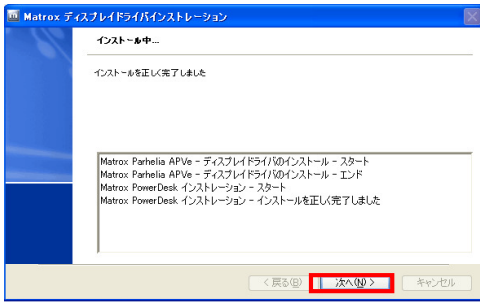 Matrox ディスプレイドライバインストレーション
インストール中...
インストールを正しく完了しました
Matrox Parhelia APVe - ディスプレイドライバのインストール - スタート
Matrox Parhelia APVe - ディスプレイドライバのインストール - エンド
Matrox PowerDesk インストレーション - スタート
Matrox PowerDesk インストレーション - インストールを正しく完了しました
< 戻る(B) 次へ(N) > キャンセル